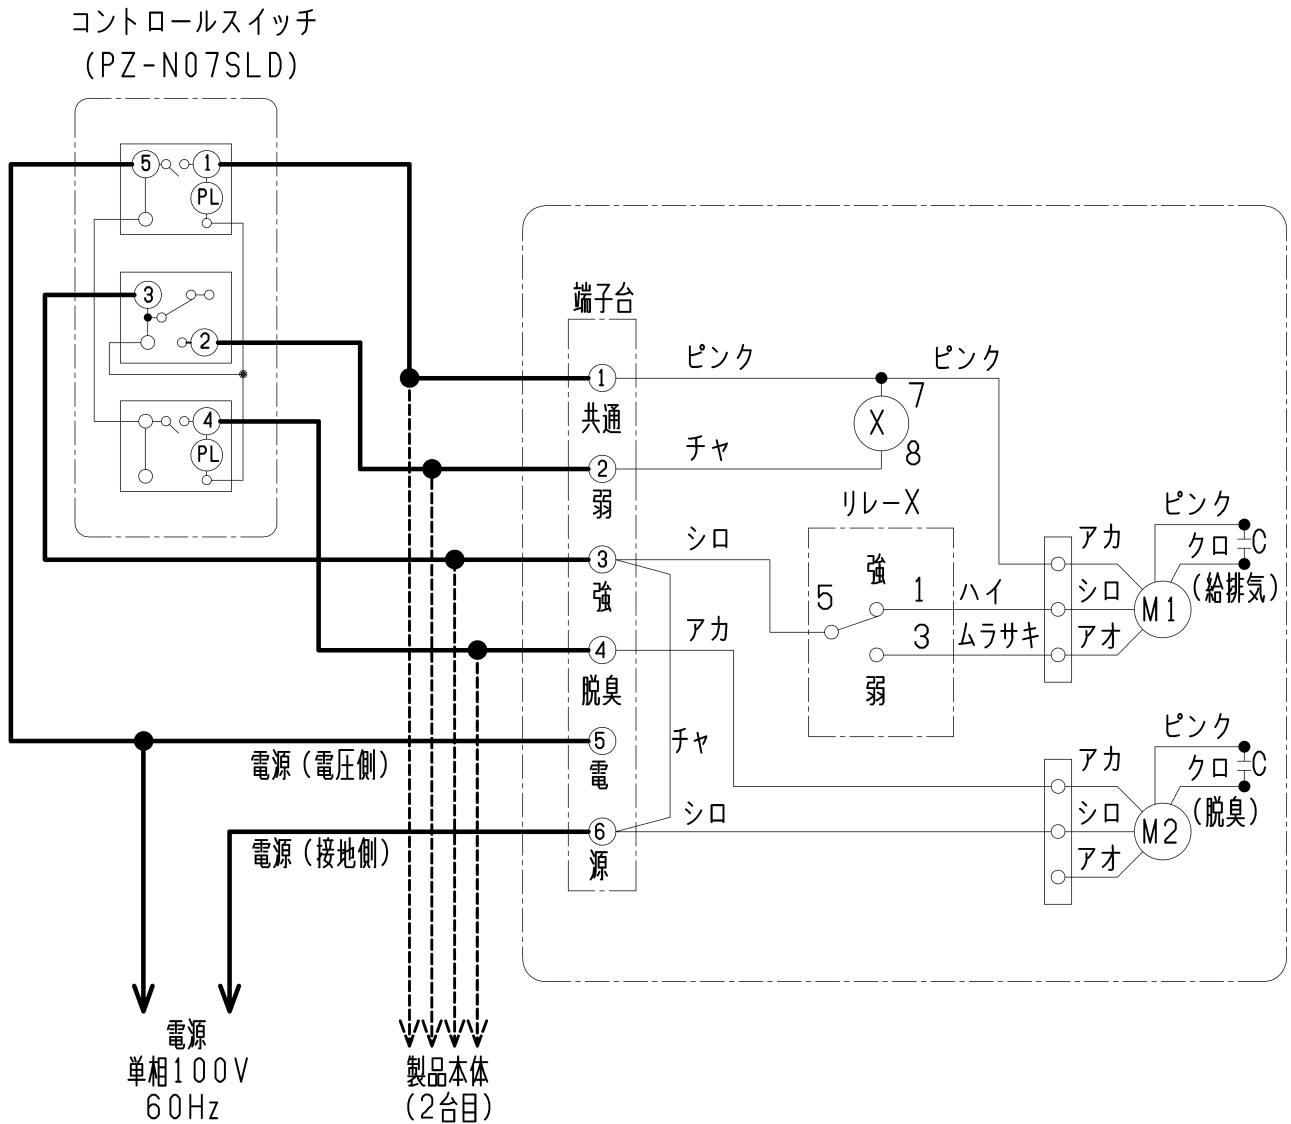 コントロールスイッチ
(PZ-N07SLD)
5 1
PL
3
2
4
PL
端子台
1
共通
2
弱
3
強
4
脱臭
5
電
6
源
ピンク
ピンク
7
X
8
チャ
シロ
リレーX
強
5
1
ハイ
3
ムラサキ
弱
アカ
チャ
シロ
アカ
シロ
アオ
M1
ピンク
クロ
C
(給排気)
アカ
シロ
アオ
M2
ピンク
クロ
C
(脱臭)
電源(電圧側)
電源(接地側)
電源
単相100V
60Hz
製品本体
(2台目)